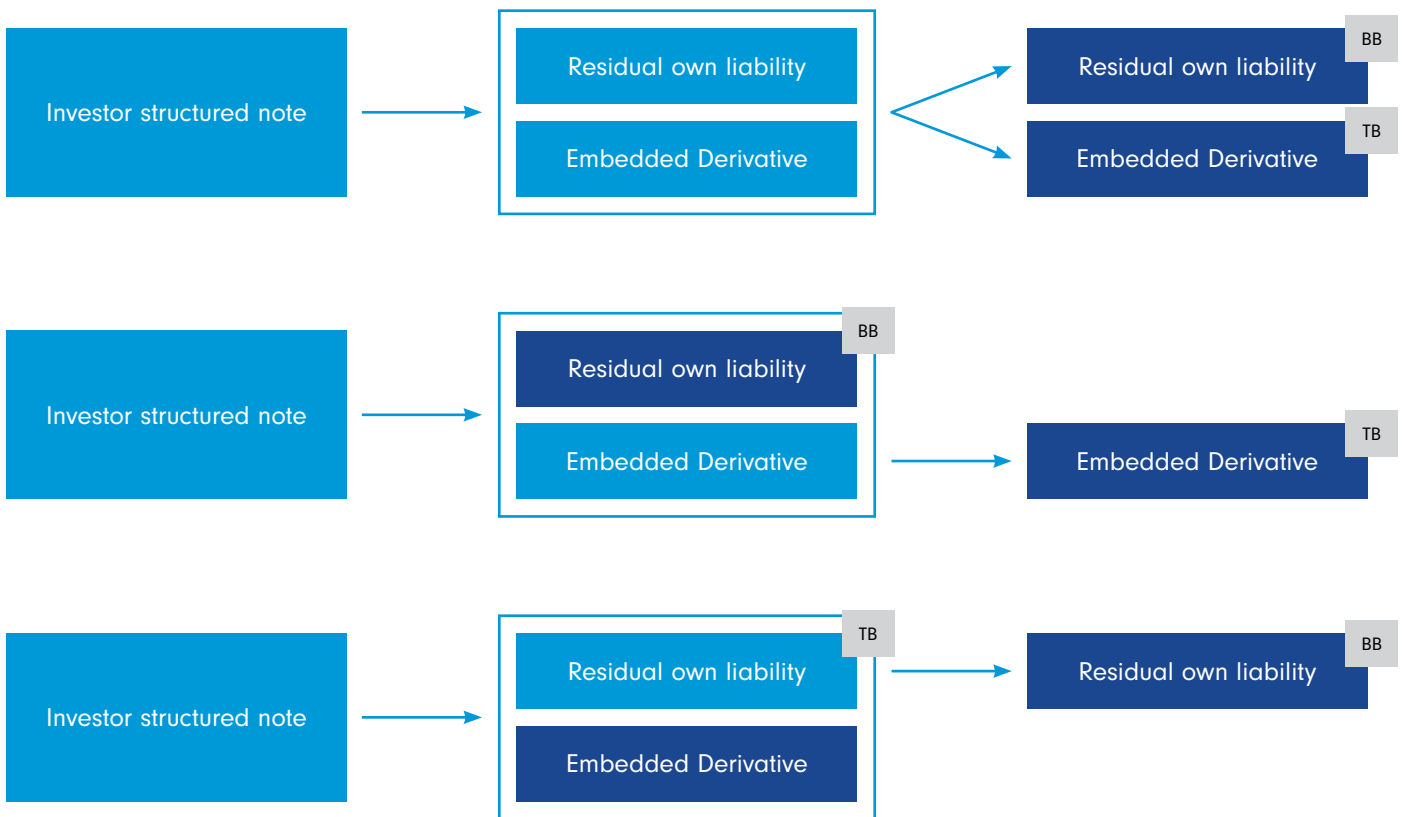 BB
Residual own liability
Residual own liability
Investor structured note
TB
Embedded Derivative
Embedded Derivative
BB
Residual own liability
Investor structured note
TB
Embedded Derivative
Embedded Derivative
TB
BB
Residual own liability
Residual own liability
Investor structured note
Embedded Derivative